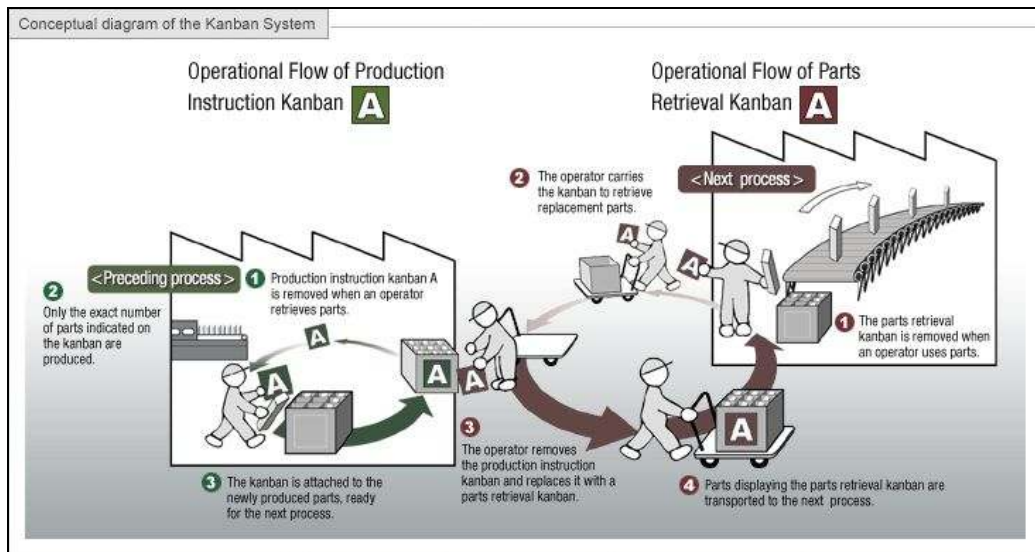 Conceptual diagram of the Kanban System
Operational Flow of Production
Instruction Kanban A
Operational Flow of Parts
Retrieval Kanban A
<Preceding process>
1 Production instruction kanban A
is removed when an operator
retrieves parts.
2
Only the exact number
of parts indicated on
the kanban are
produced.
A
A
A
A
3 The kanban is attached to the
newly produced parts, ready
for the next process.
<Next process>
1 The parts retrieval
kanban is removed when
an operator uses parts.
2 The operator carries
the kanban to retrieve
replacement parts.
A
A
3
The operator removes
the production instruction
kanban and replaces it with a
parts retrieval kanban.
A
4 Parts displaying the parts retrieval kanban are
transported to the next process.